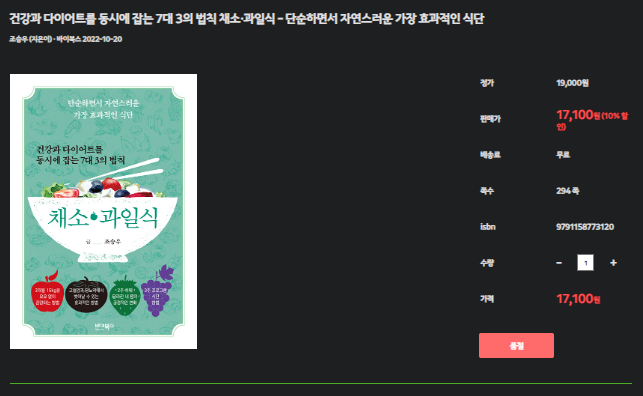 건강과 다이어트를 동시에 잡는 7대 3의 법칙 채소·과일식 - 단순하면서 자연스러운 가장 효과적인 식단
조승우 (지은이) · 바이북스 2022-10-20
단순하면서 자연스러운
가장 효과적인 식단
건강과 다이어트를
동시에 잡는 7대 3의 법칙
채소·과일식
글 조승우
바이북스
정가 19,000원
판매가 17,100원 (10% 할
인)
배송료 무료
쪽수 294 쪽
isbn 9791158773120
수량 − 1 +
가격 17,100원
품절